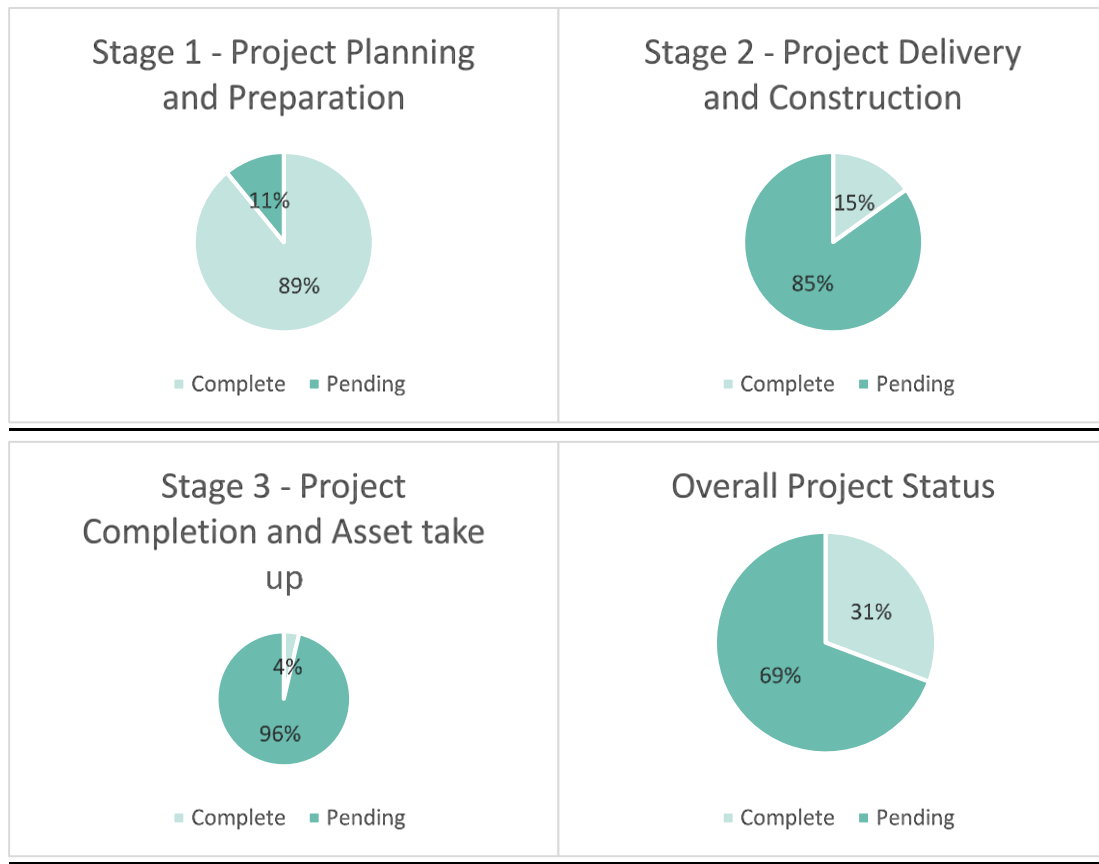 Stage 1 - Project Planning
and Preparation
11%
89%
Complete Pending
Stage 2 - Project Delivery
and Construction
15%
85%
Complete Pending
Stage 3 - Project
Completion and Asset take
up
4%
96%
Complete Pending
Overall Project Status
31%
69%
Complete Pending